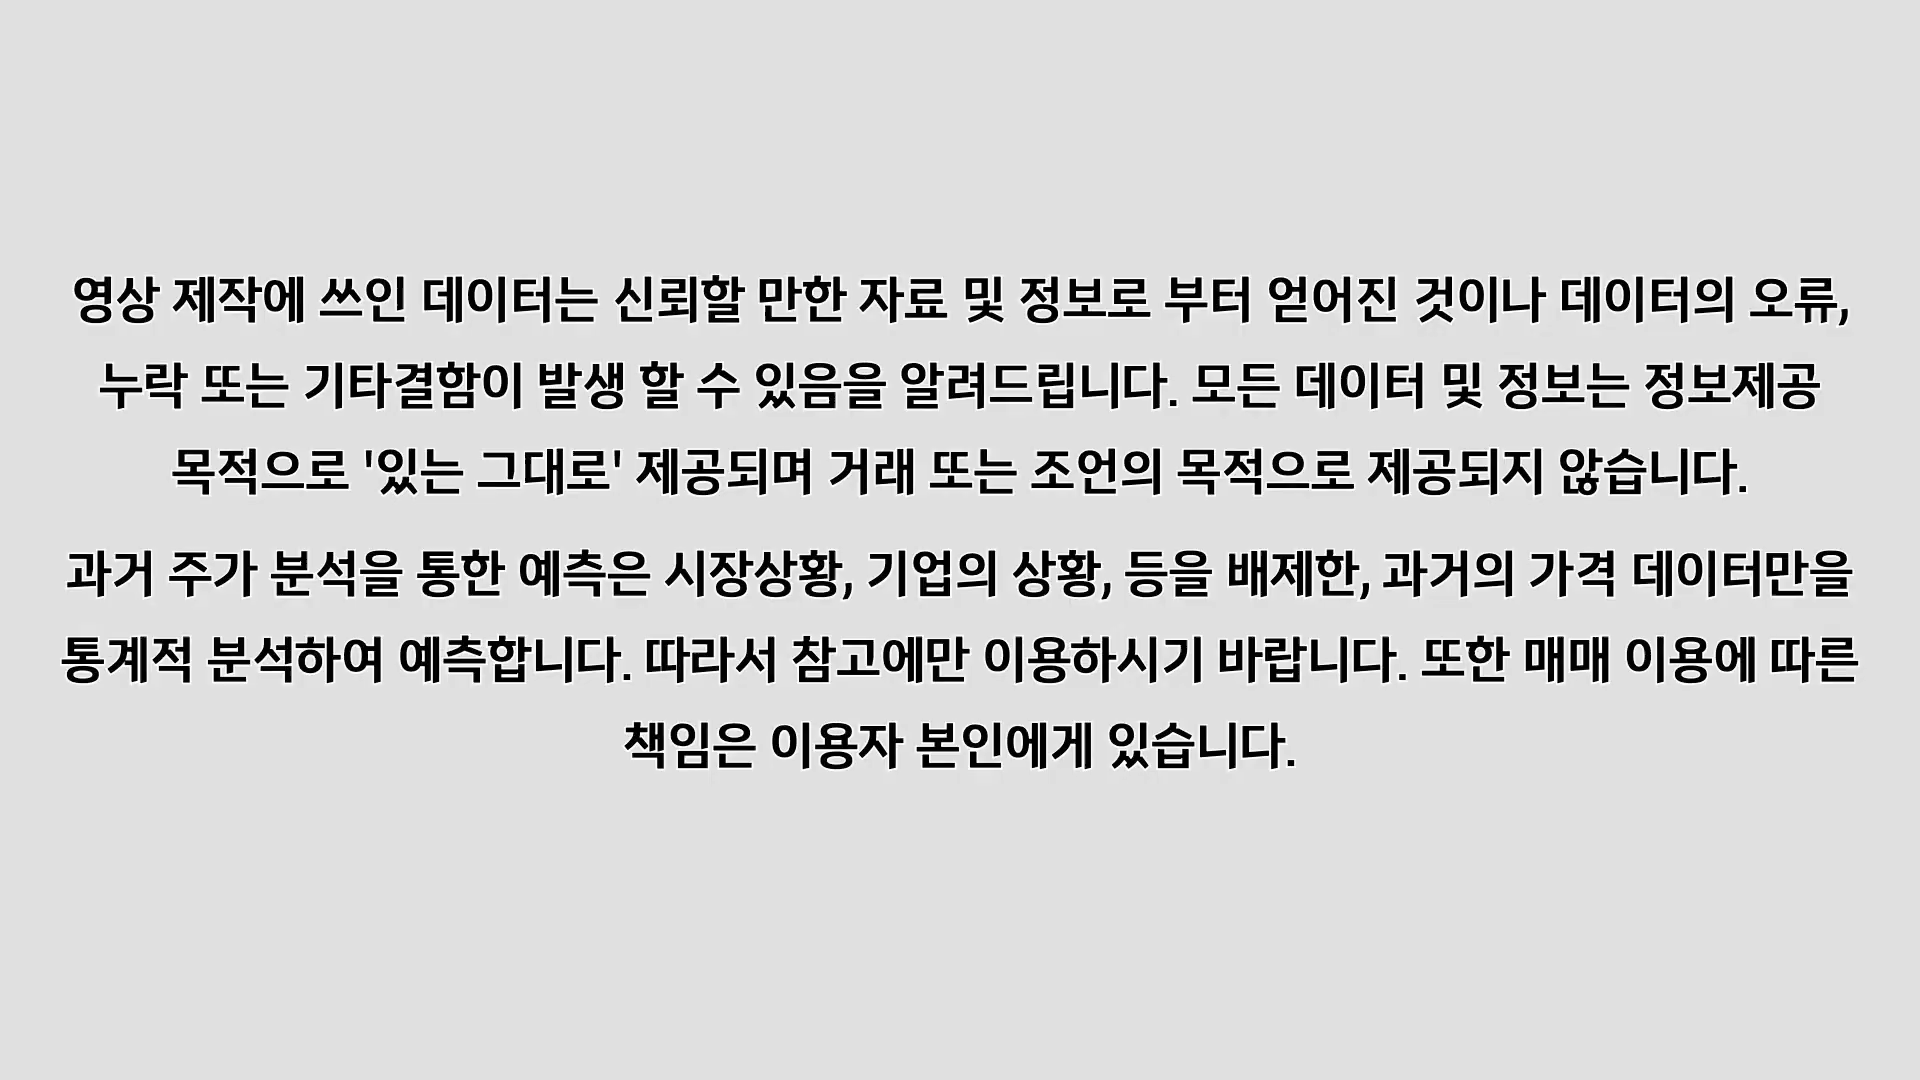 영상 제작에 쓰인 데이터는 신뢰할 만한 자료 및 정보로 부터 얻어진 것이나 데이터의 오류,
누락 또는 기타결함이 발생 할 수 있음을 알려드립니다. 모든 데이터 및 정보는 정보제공
목적으로 '있는 그대로' 제공되며 거래 또는 조언의 목적으로 제공되지 않습니다.
과거 주가 분석을 통한 예측은 시장상황, 기업의 상황, 등을 배제한, 과거의 가격 데이터만을
통계적 분석하여 예측합니다. 따라서 참고에만 이용하시기 바랍니다. 또한 매매 이용에 따른
책임은 이용자 본인에게 있습니다.